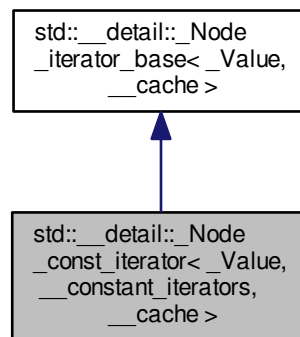 std::__detail::_Node
_iterator_base< _Value,
__cache >
std::__detail::_Node
_const_iterator< _Value,
__constant_iterators,
__cache >